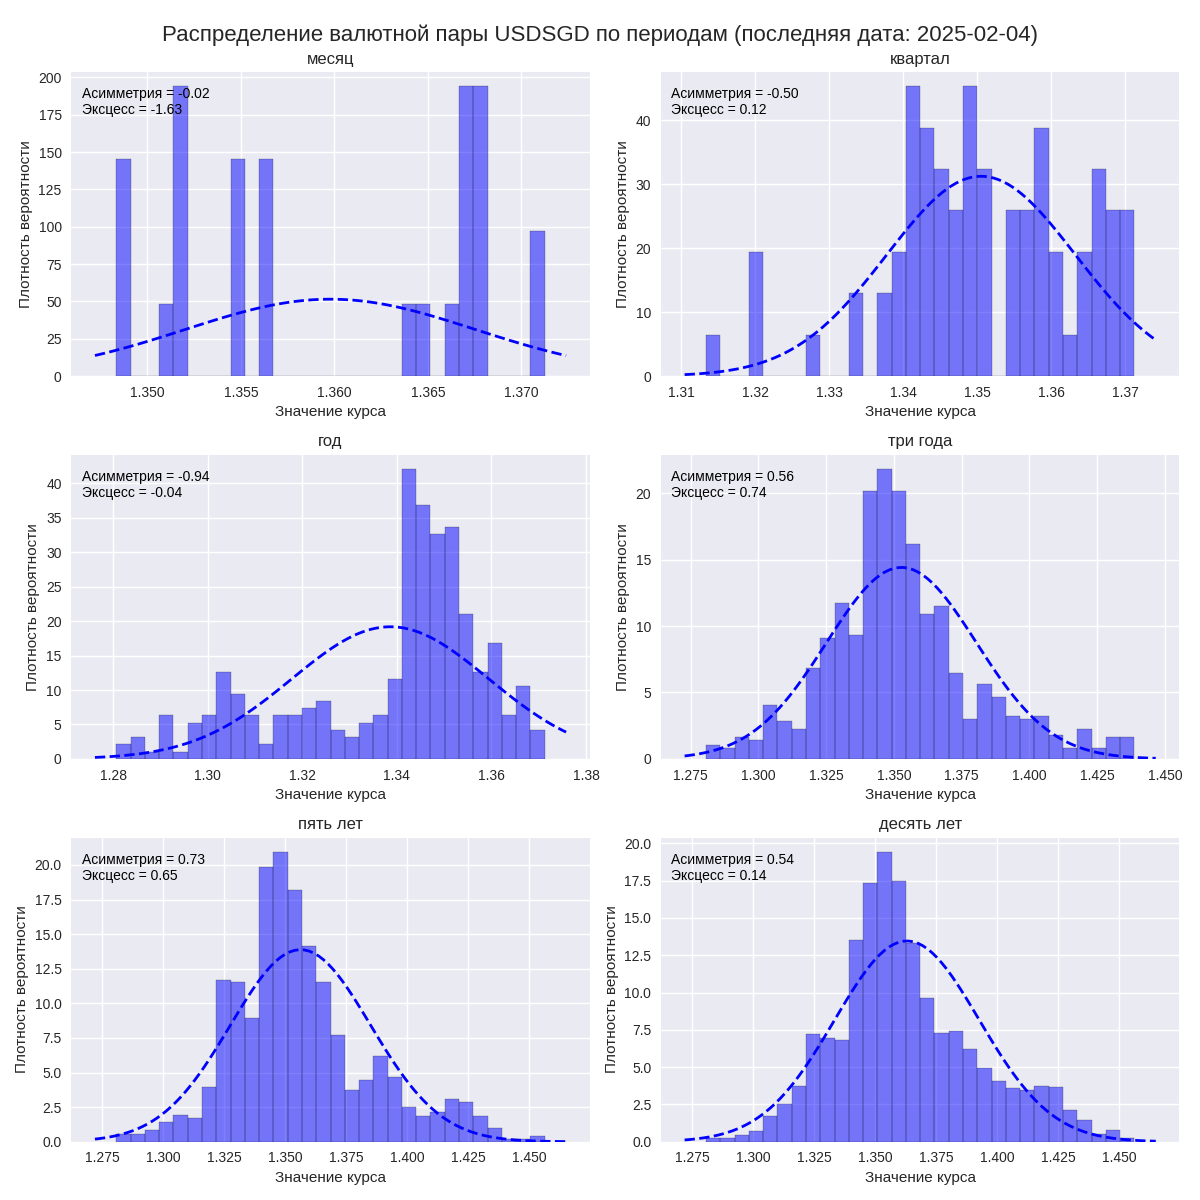 Распределение валютной пары USDSGD по периодам (последняя дата: 2025-02-04)
месяц
Асимметрия = -0.02
Эксцесс = -1.63
Плотность вероятности
200
175
150
125
100
75
50
25
0
1.350
1.355
1.360
1.365
1.370
Значение курса
квартал
Асимметрия = -0.50
Эксцесс = 0.12
Плотность вероятности
40
30
20
10
0
1.31
1.32
1.33
1.34
1.35
1.36
1.37
Значение курса
год
Асимметрия = -0.94
Эксцесс = -0.04
Плотность вероятности
40
35
30
25
20
15
10
5
0
1.28
1.30
1.32
1.34
1.36
1.38
Значение курса
три года
Асимметрия = 0.56
Эксцесс = 0.74
Плотность вероятности
20
15
10
5
0
1.275
1.300
1.325
1.350
1.375
1.400
1.425
1.450
Значение курса
пять лет
Асимметрия = 0.73
Эксцесс = 0.65
Плотность вероятности
20.0
17.5
15.0
12.5
10.0
7.5
5.0
2.5
0.0
1.275
1.300
1.325
1.350
1.375
1.400
1.425
1.450
Значение курса
десять лет
Асимметрия = 0.54
Эксцесс = 0.14
Плотность вероятности
20.0
17.5
15.0
12.5
10.0
7.5
5.0
2.5
0.0
1.275
1.300
1.325
1.350
1.375
1.400
1.425
1.450
Значение курса